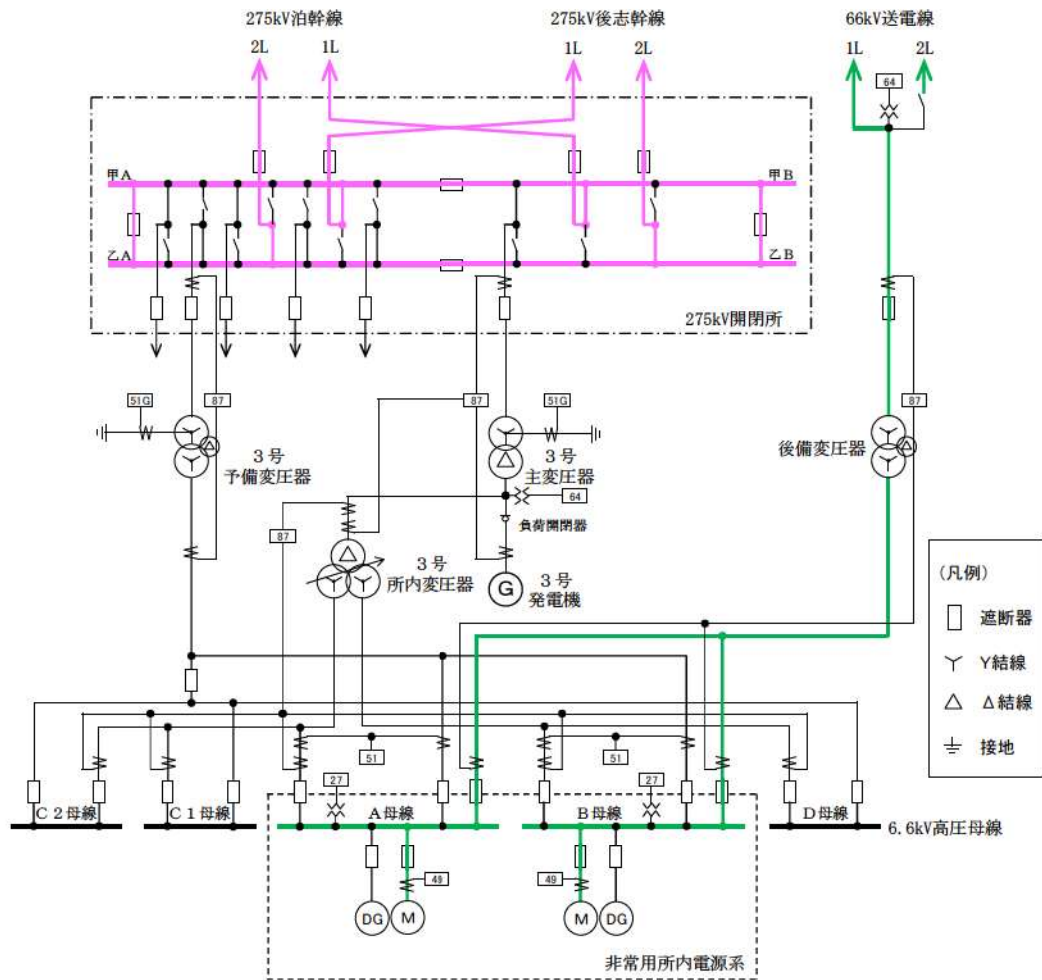 275kV泊幹線 275kV後志幹線 66kV送電線
2L 1L 1L 2L 1L 2L
64
甲A 甲B
乙A 乙B
275kV開閉所
51G 87 87 51G 87
3号
予備変圧器
3号
主変圧器
後備変圧器
64
87
負荷開閉器
3号
所内変圧器
G
3号
発電機
(凡例)
遮断器
Y結線
Δ結線
接地
51 51
27 27
C2母線 C1母線 A母線 B母線 D母線
6.6kV高圧母線
49 49
DG M M DG
非常用所内電源系